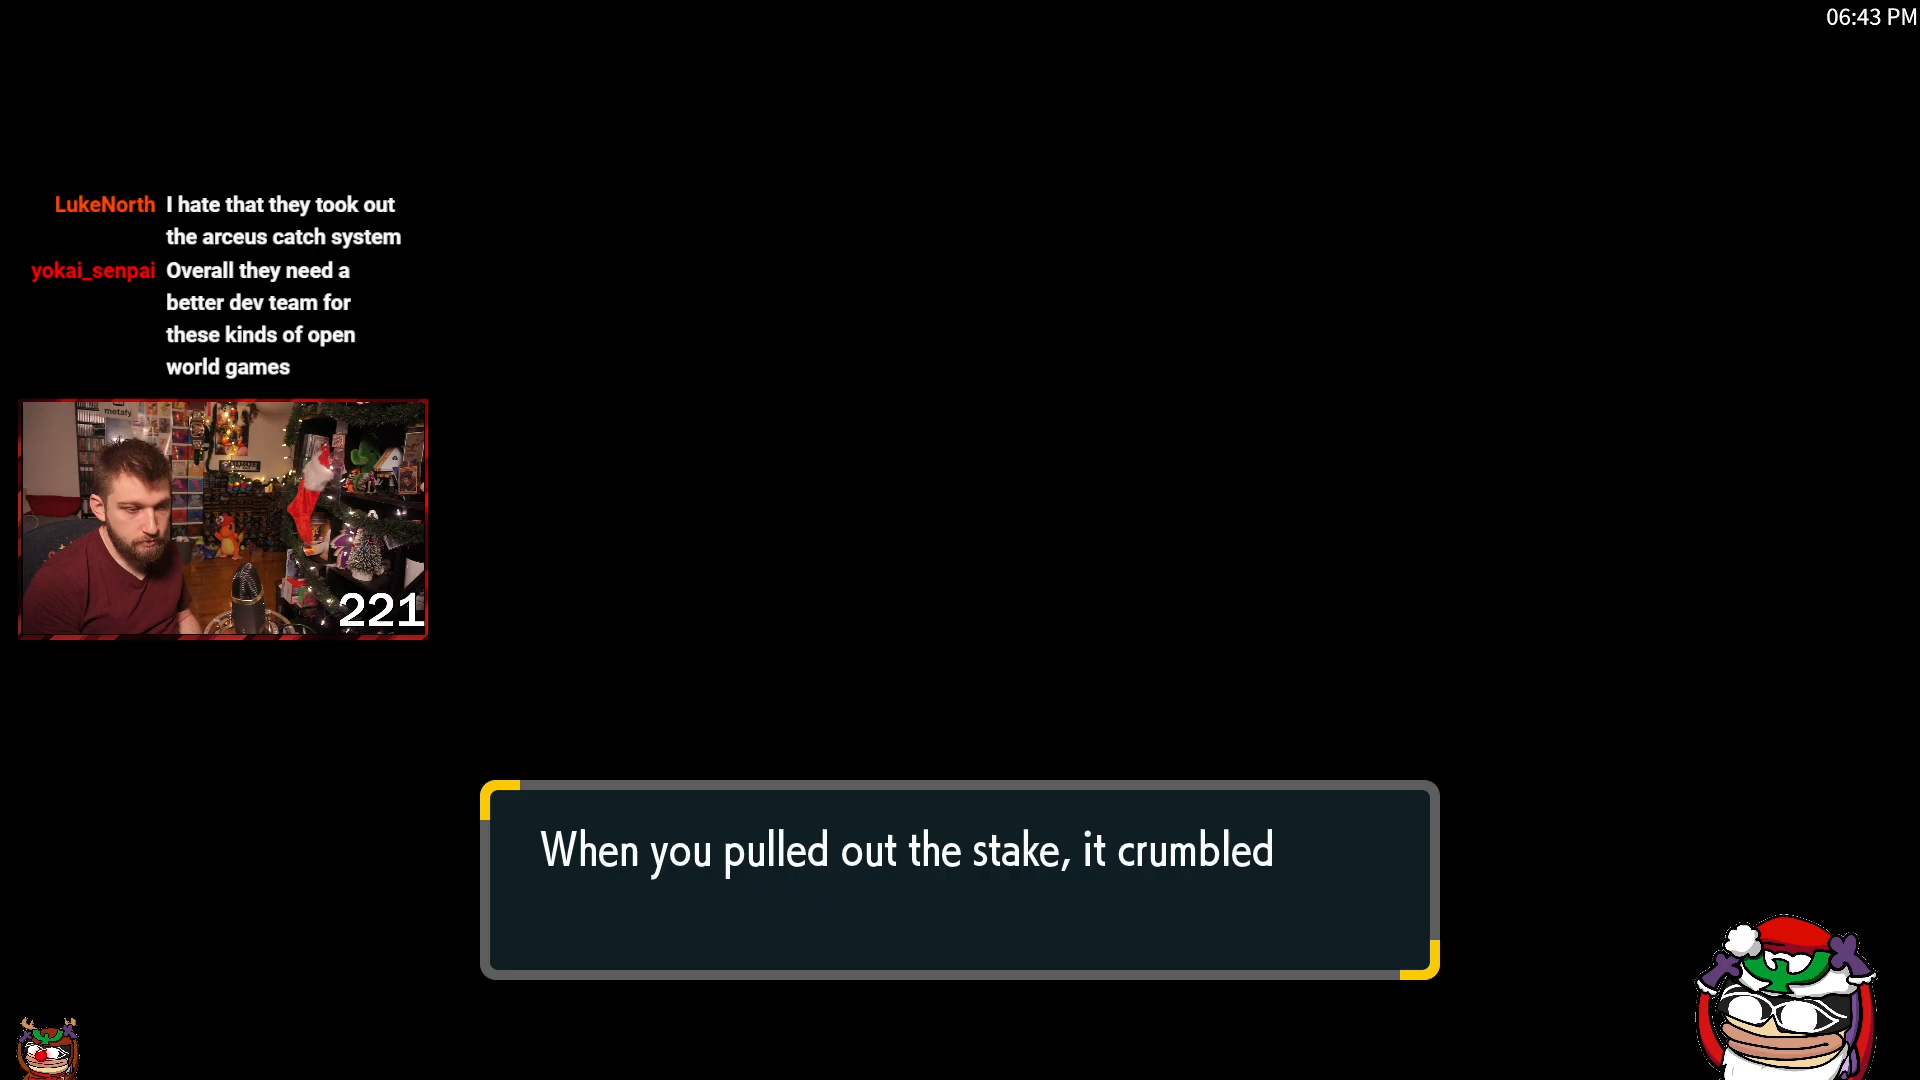 06:43 PM
LukeNorth I hate that they took out
the arceus catch system
yokai_senpai Overall they need a
better dev team for
these kinds of open
world games
metafy
221
When you pulled out the stake, it crumbled